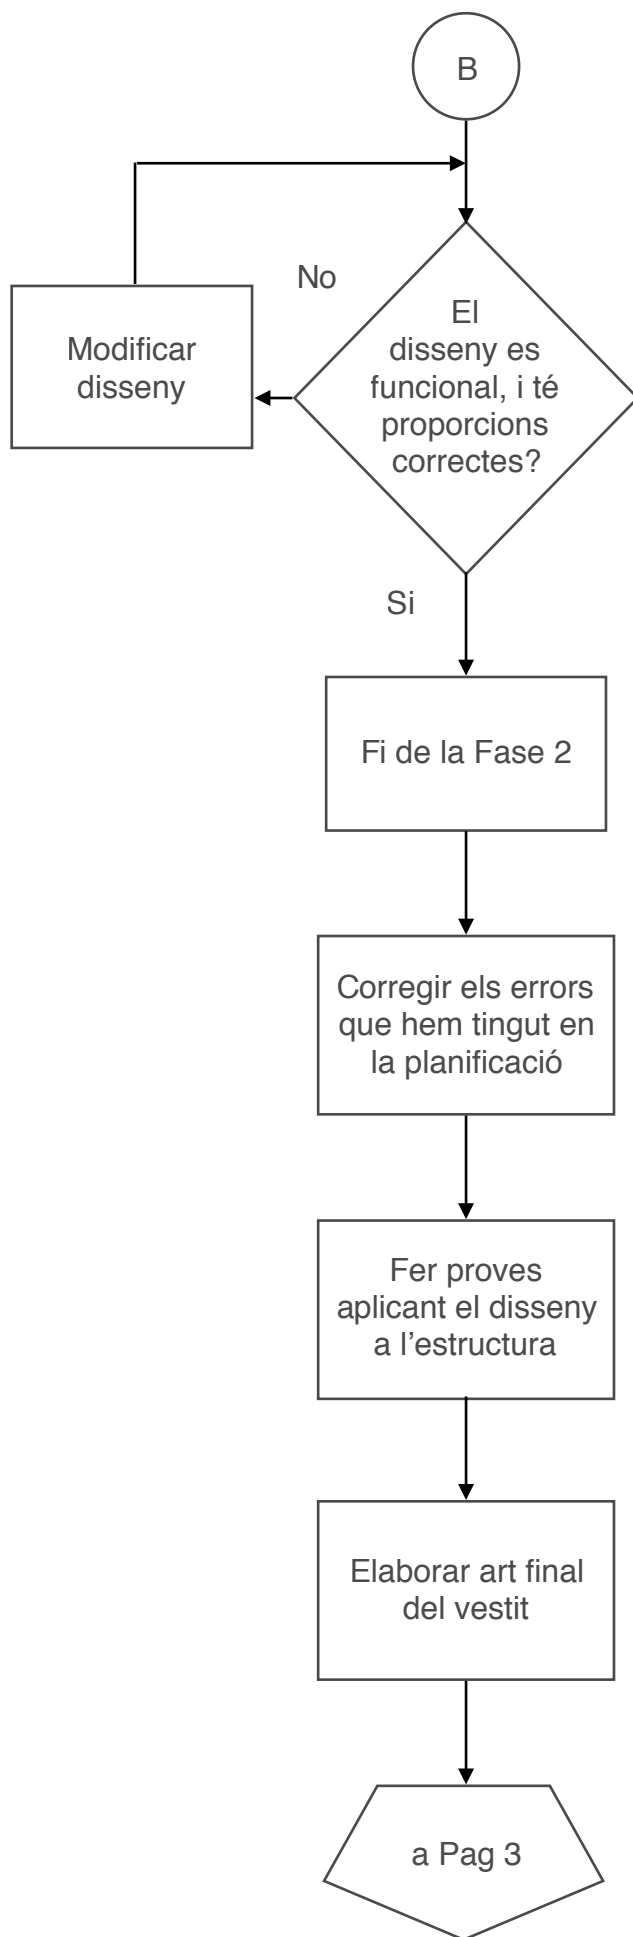 B
No
El
disseny es
funcional, i té
proporcions
correctes?
Modificar
disseny
Si
Fi de la Fase 2
Corregir els errors
que hem tingut en
la planificació
Fer proves
aplicant el disseny
a l’estructura
Elaborar art final
del vestit
a Pag 3